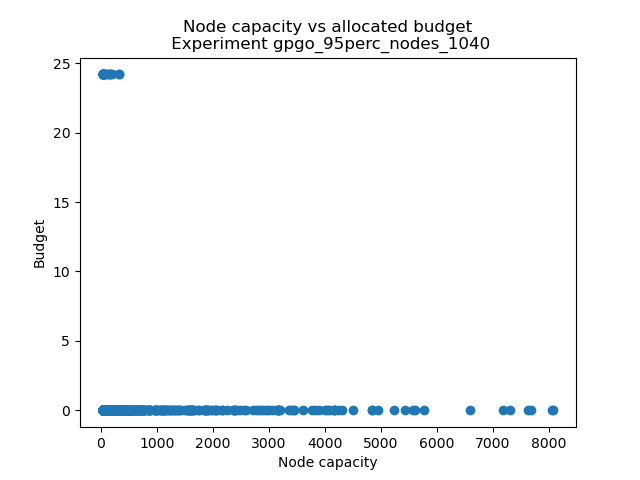 Node capacity vs allocated budget
Experiment gpgo_95perc_nodes_1040
25
20
15
10
5
0
Budget
0 1000 2000 3000 4000 5000 6000 7000 8000
Node capacity